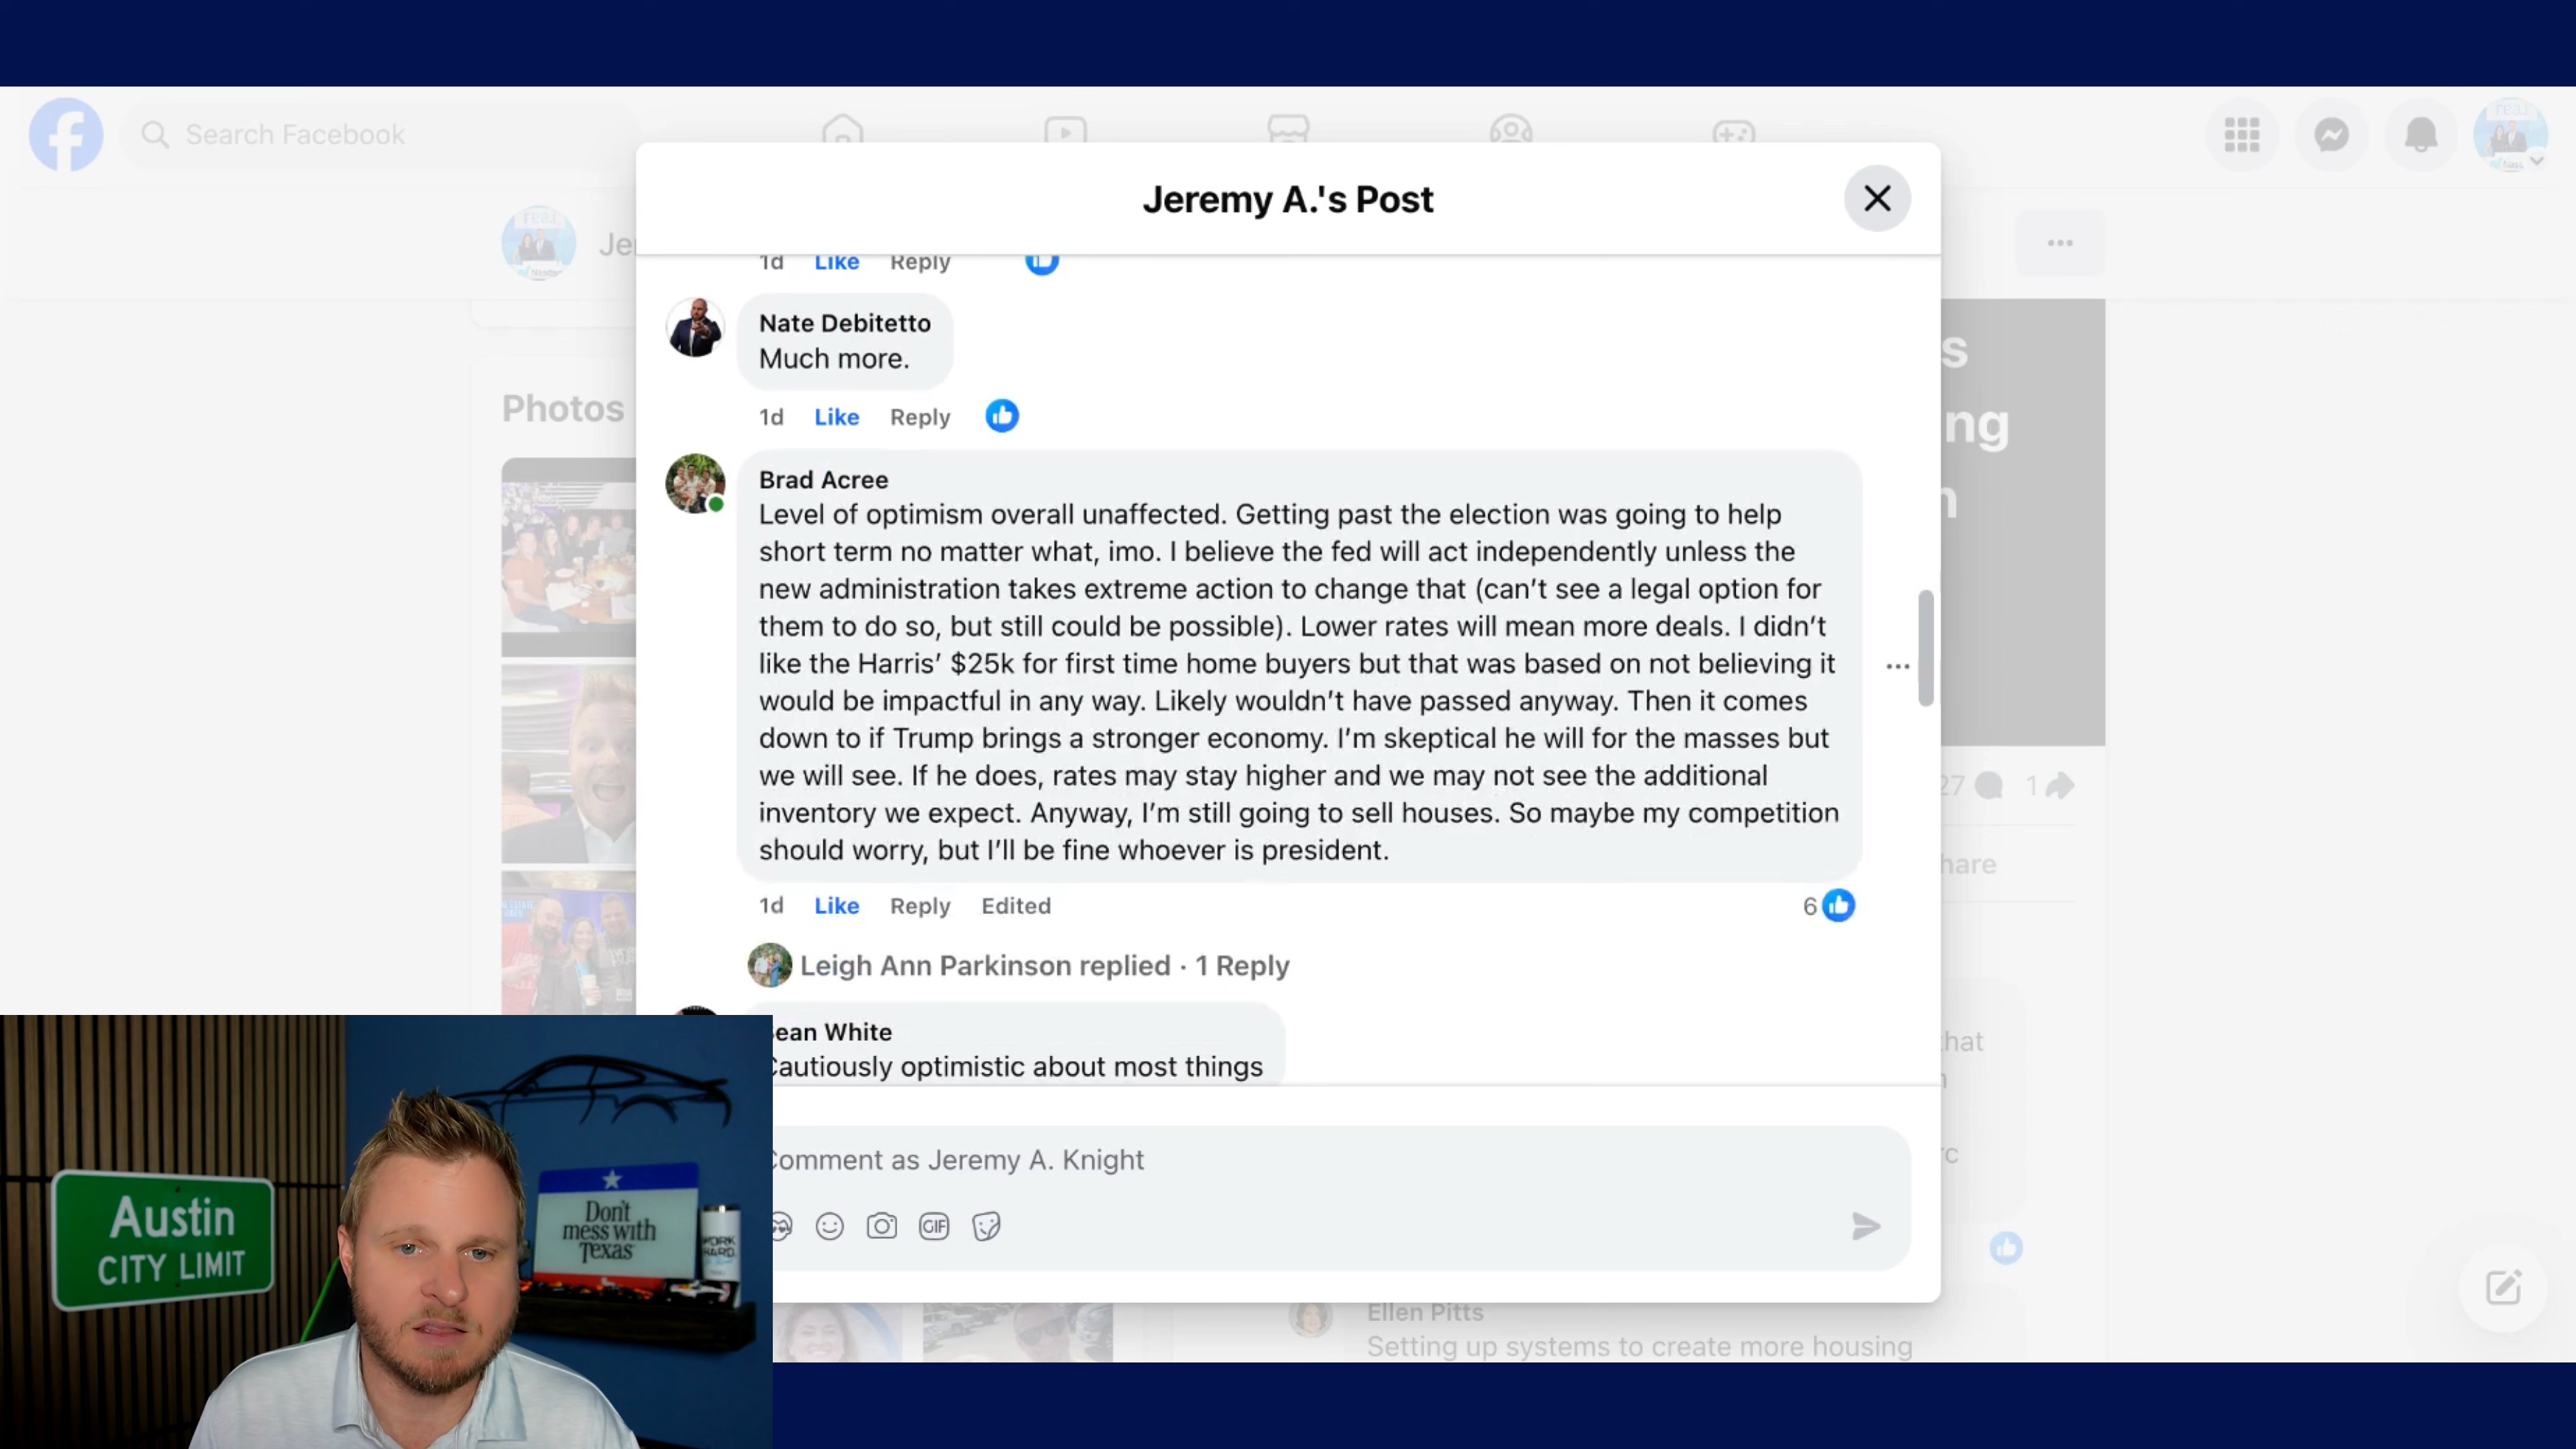 Search Facebook
Jeremy A.'s Post
1d Like Reply
Nate Debitetto
Much more.
1d Like Reply
Photos
Brad Acree
Level of optimism overall unaffected. Getting past the election was going to help
short term no matter what, imo. I believe the fed will act independently unless the
new administration takes extreme action to change that (can't see a legal option for
them to do so, but still could be possible). Lower rates will mean more deals. I didn't
like the Harris' $25k for first time home buyers but that was based on not believing it
would be impactful in any way. Likely wouldn't have passed anyway. Then it comes
down to if Trump brings a stronger economy. I'm skeptical he will for the masses but
we will see. If he does, rates may stay higher and we may not see the additional
inventory we expect. Anyway, I'm still going to sell houses. So maybe my competition
should worry, but I'll be fine whoever is president.
1d Like Reply Edited 6
Leigh Ann Parkinson replied · 1 Reply
ean White
autiously optimistic about most things
omment as Jeremy A. Knight
GIF
Ellen Pitts
Setting up systems to create more housing
Je
s
ng
n
27 1
hare
hat
Austin
CITY LIMIT
Don't
mess with
Texas
WORK
HARD.